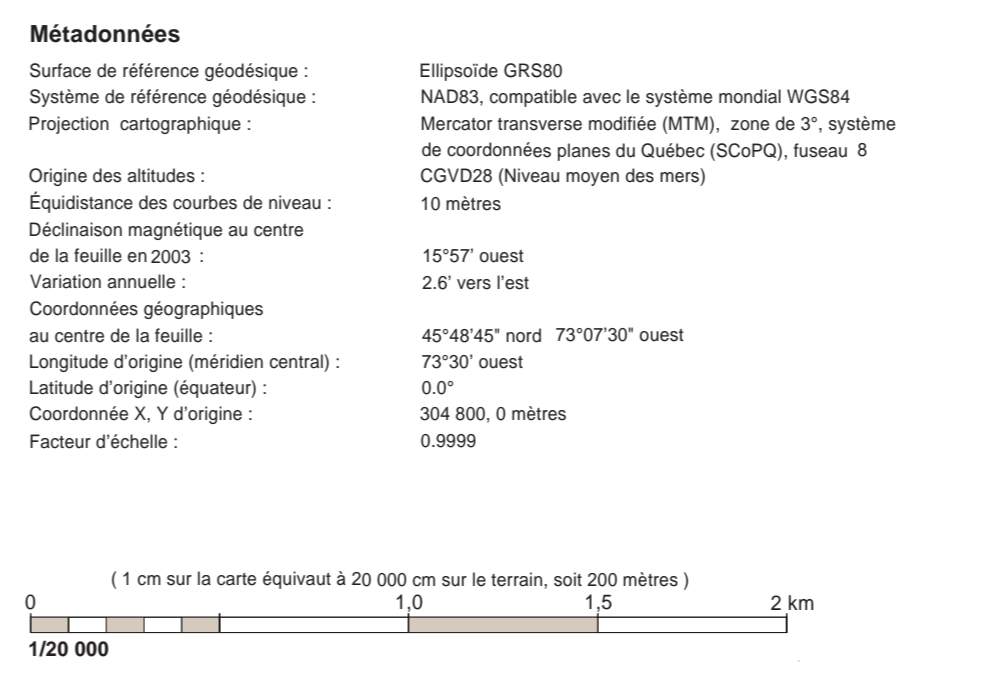 Métadonnées
Surface de référence géodésique : Ellipsoïde GRS80
Système de référence géodésique : NAD83, compatible avec le système mondial WGS84
Projection cartographique : Mercator transverse modifiée (MTM), zone de 3°, système
de coordonnées planes du Québec (SCoPQ), fuseau 8
Origine des altitudes : CGVD28 (Niveau moyen des mers)
Équidistance des courbes de niveau : 10 mètres
Déclinaison magnétique au centre
de la feuille en 2003 : 15°57' ouest
Variation annuelle : 2.6' vers l'est
Coordonnées géographiques
au centre de la feuille : 45°48'45" nord 73°07'30" ouest
Longitude d'origine (méridien central) : 73°30' ouest
Latitude d'origine (équateur) : 0.0°
Coordonnée X, Y d'origine : 304 800, 0 mètres
Facteur d'échelle : 0.9999
( 1 cm sur la carte équivaut à 20 000 cm sur le terrain, soit 200 mètres )
0 1,0 1,5 2 km
1/20 000